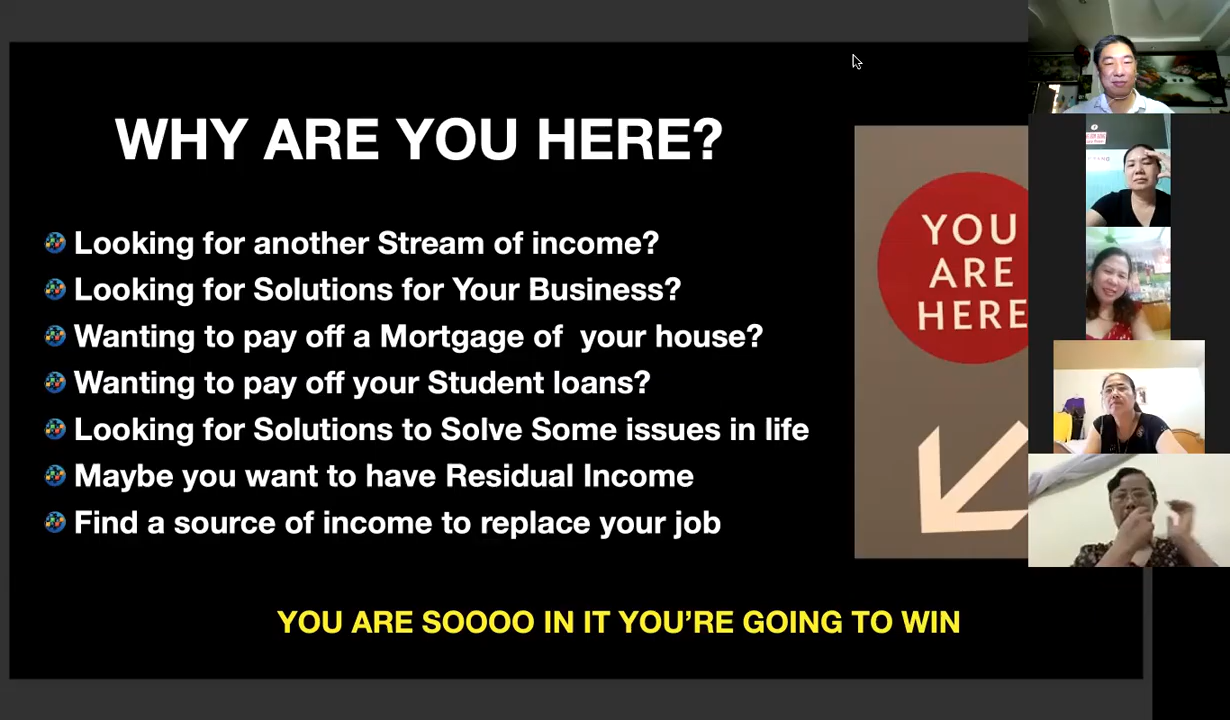 WHY ARE YOU HERE?
Looking for another Stream of income?
Looking for Solutions for Your Business?
Wanting to pay off a Mortgage of  your house?
Wanting to pay off your Student loans?
Looking for Solutions to Solve Some issues in life
Maybe you want to have Residual Income
Find a source of income to replace your job
YOU ARE SOOOO IN IT YOU’RE GOING TO WIN
YOU
ARE
HERE